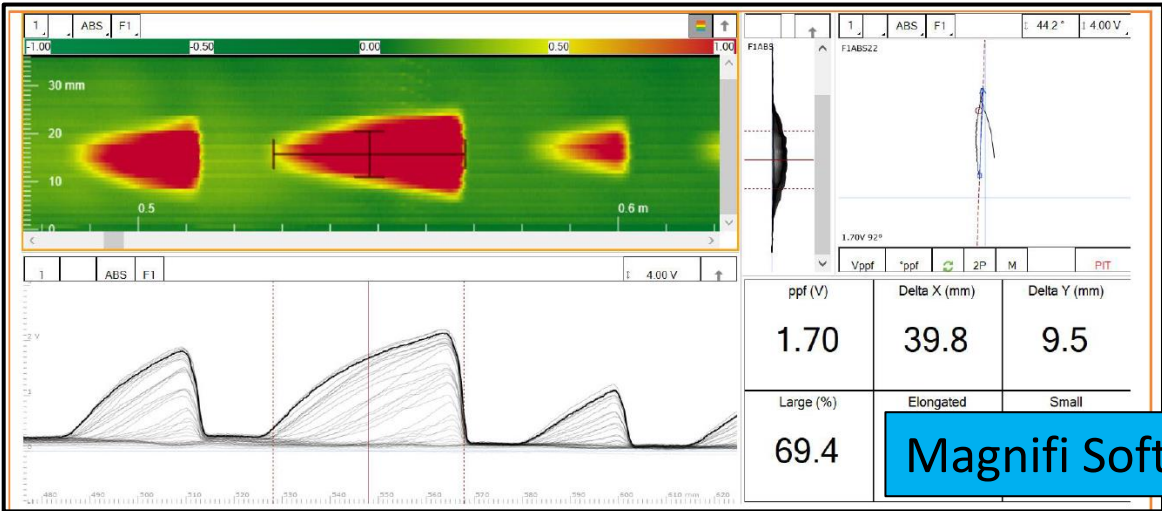 1 ABS F1
-1.00 -0.50 0.00 0.50 1.00
30 mm
20
10
0
0.5 0.6 m
F1ABS
1 ABS F1 44.2 ° 4.00 V
F1ABS22
1.70V 92°
Vppf °ppf 2P M PIT
1 ABS F1 4.00 V
2 V
1
480 490 500 510 520 530 540 550 560 570 580 590 600 610 mm 620
ppf (V) Delta X (mm) Delta Y (mm)
1.70 39.8 9.5
Large (%) Elongated Small
69.4
Magnifi Soft